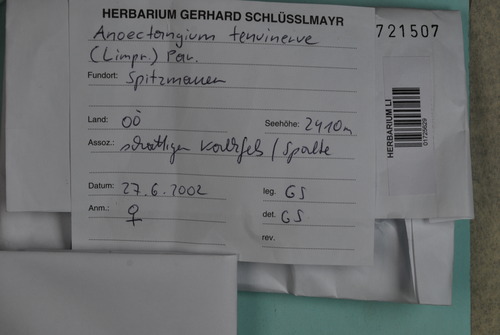 HERBARIUM GERHARD SCHLÜSSLMAYR
Anoectangium tenuinerve
(Limpr.) Par.
Fundort: Spitzmauer
Land: OÖ Seehöhe: 2410m
Assoz.: schattiger Kalkfels / Spalte
Datum: 27.6.2002 leg. GS
Anm.: ♀ det. GS
rev.
721507
HERBARIUM LI
01725629